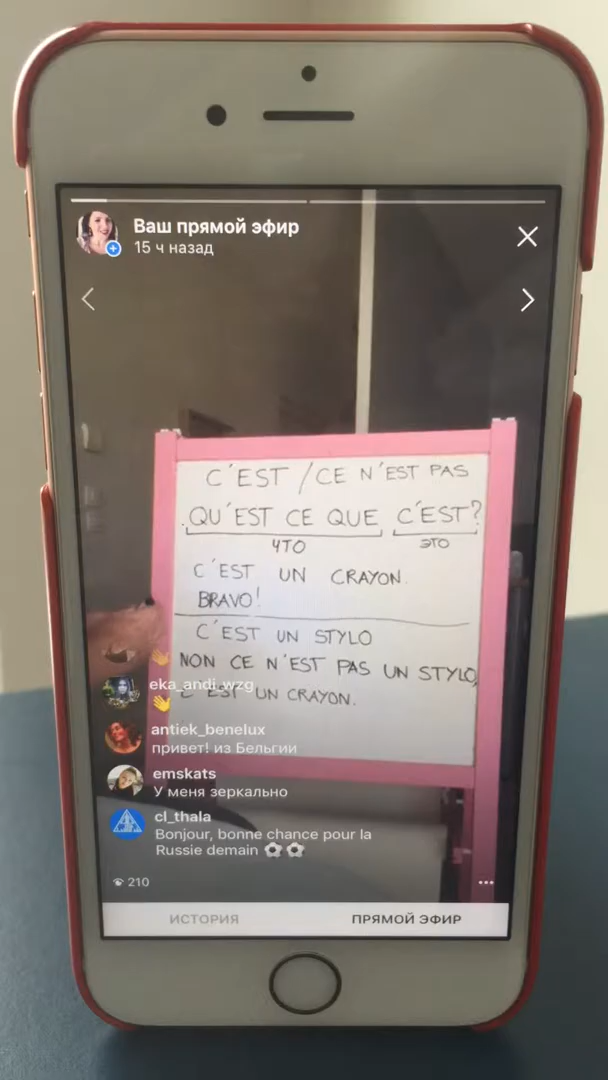 Ваш прямой эфир
15 ч назад
C'EST / CE N'EST PAS
QU'EST CE QUE C'EST?
ЧТО ЭТО
C'EST UN CRAYON.
BRAVO!
C'EST UN STYLO
NON CE N'EST PAS UN STYLO,
C'EST UN CRAYON.
eka_andi_wzg
👋
antiek_benelux
привет! из Бельгии
emskats
У меня зеркально
cl_thala
Bonjour, bonne chance pour la
Russie demain ⚽⚽
210
ИСТОРИЯ ПРЯМОЙ ЭФИР